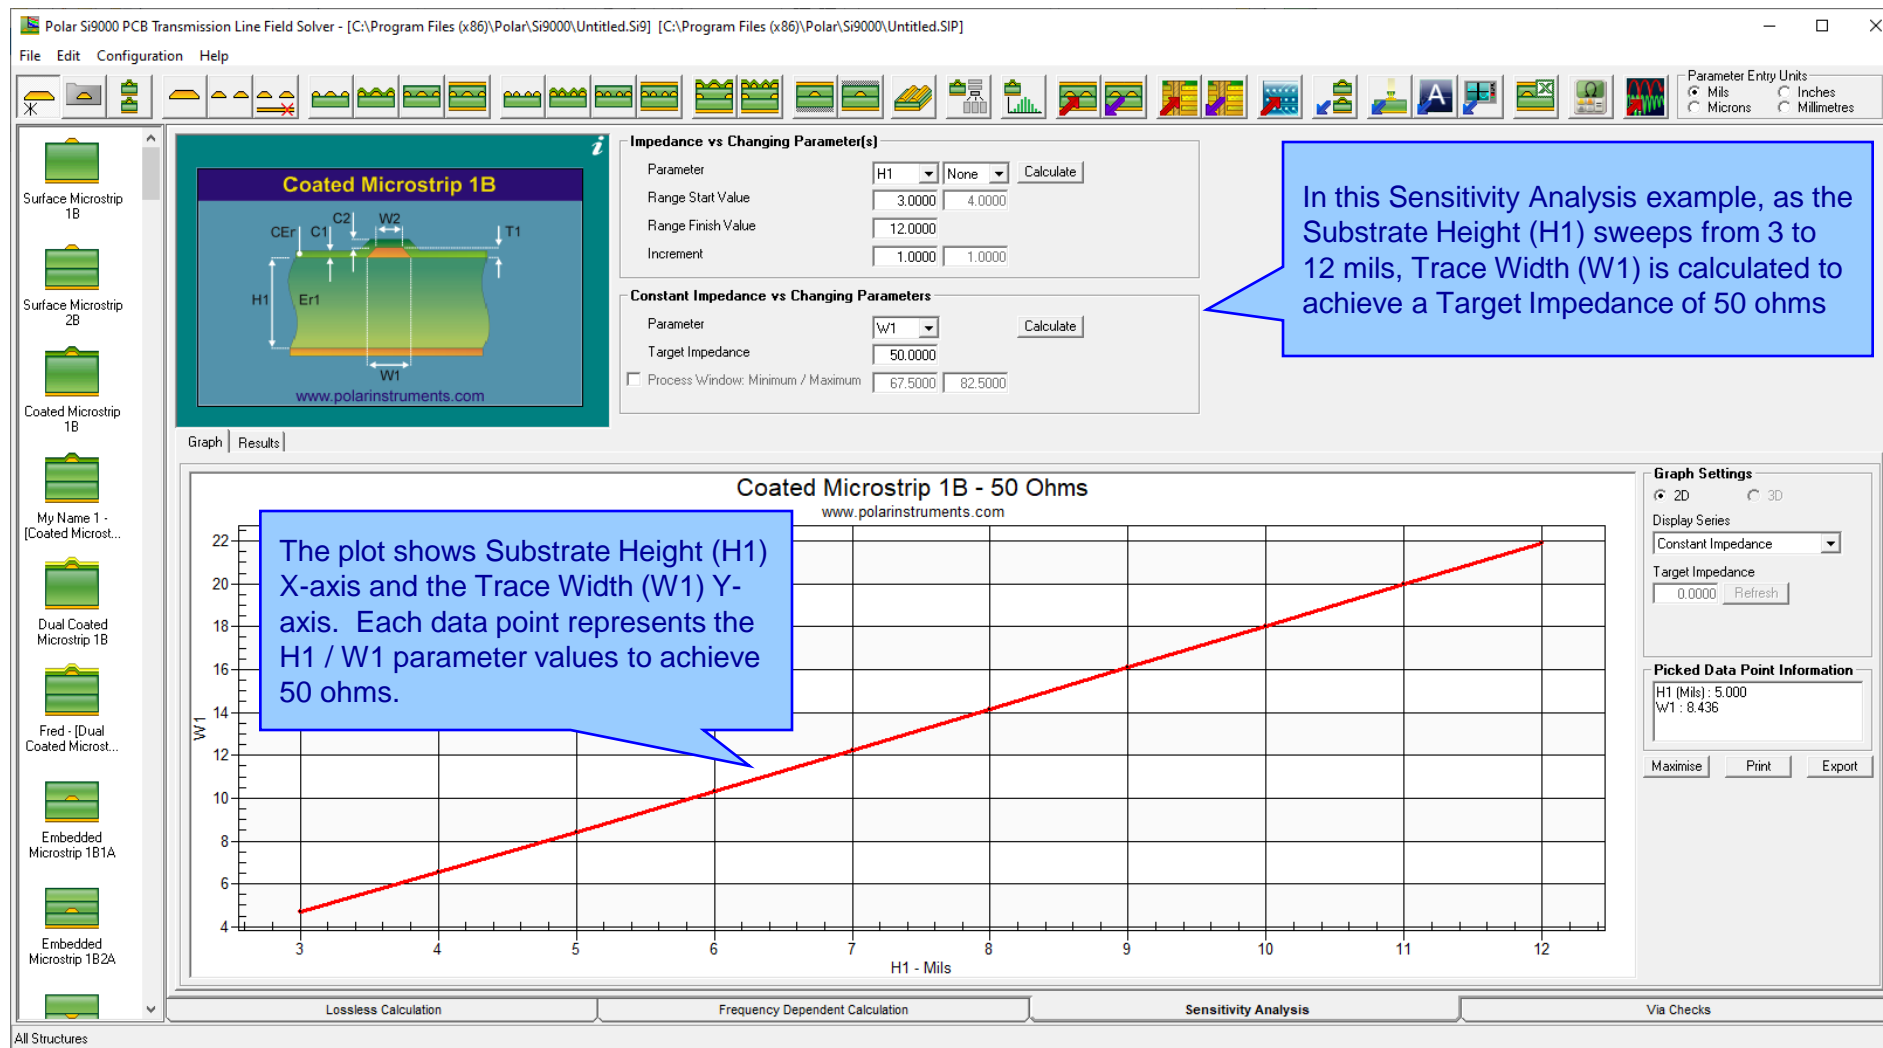 Polar Si9000 PCB Transmission Line Field Solver - [C:\Program Files (x86)\Polar\Si9000\Untitled.Si9]  [C:\Program Files (x86)\Polar\Si9000\Untitled.SIP]
File Edit Configuration Help
Parameter Entry Units
Mils Inches
Microns Millimetres
Surface Microstrip
1B
Surface Microstrip
2B
Coated Microstrip
1B
My Name 1 -
[Coated Microst...
Dual Coated
Microstrip 1B
Fred - [Dual
Coated Microst...
Embedded
Microstrip 1B1A
Embedded
Microstrip 1B2A
i
Coated Microstrip 1B
C2 W2
CEr C1 T1
H1 Er1
W1
www.polarinstruments.com
Impedance vs Changing Parameter(s)
Parameter H1 None Calculate
Range Start Value 3.0000 4.0000
Range Finish Value 12.0000
Increment 1.0000 1.0000
Constant Impedance vs Changing Parameters
Parameter W1 Calculate
Target Impedance 50.0000
Process Window: Minimum / Maximum 67.5000 82.5000
In this Sensitivity Analysis example, as the
Substrate Height (H1) sweeps from 3 to
12 mils, Trace Width (W1) is calculated to
achieve a Target Impedance of 50 ohms
Graph Results
Coated Microstrip 1B - 50 Ohms
www.polarinstruments.com
The plot shows Substrate Height (H1)
X-axis and the Trace Width (W1) Y-
axis.  Each data point represents the
H1 / W1 parameter values to achieve
50 ohms.
22
20
18
16
14
12
10
8
6
4
W1
3 4 5 6 7 8 9 10 11 12
H1 - Mils
Graph Settings
2D 3D
Display Series
Constant Impedance
Target Impedance
0.0000 Refresh
Picked Data Point Information
H1 (Mils) : 5.000
W1 : 8.436
Maximise Print Export
Lossless Calculation Frequency Dependent Calculation Sensitivity Analysis Via Checks
All Structures